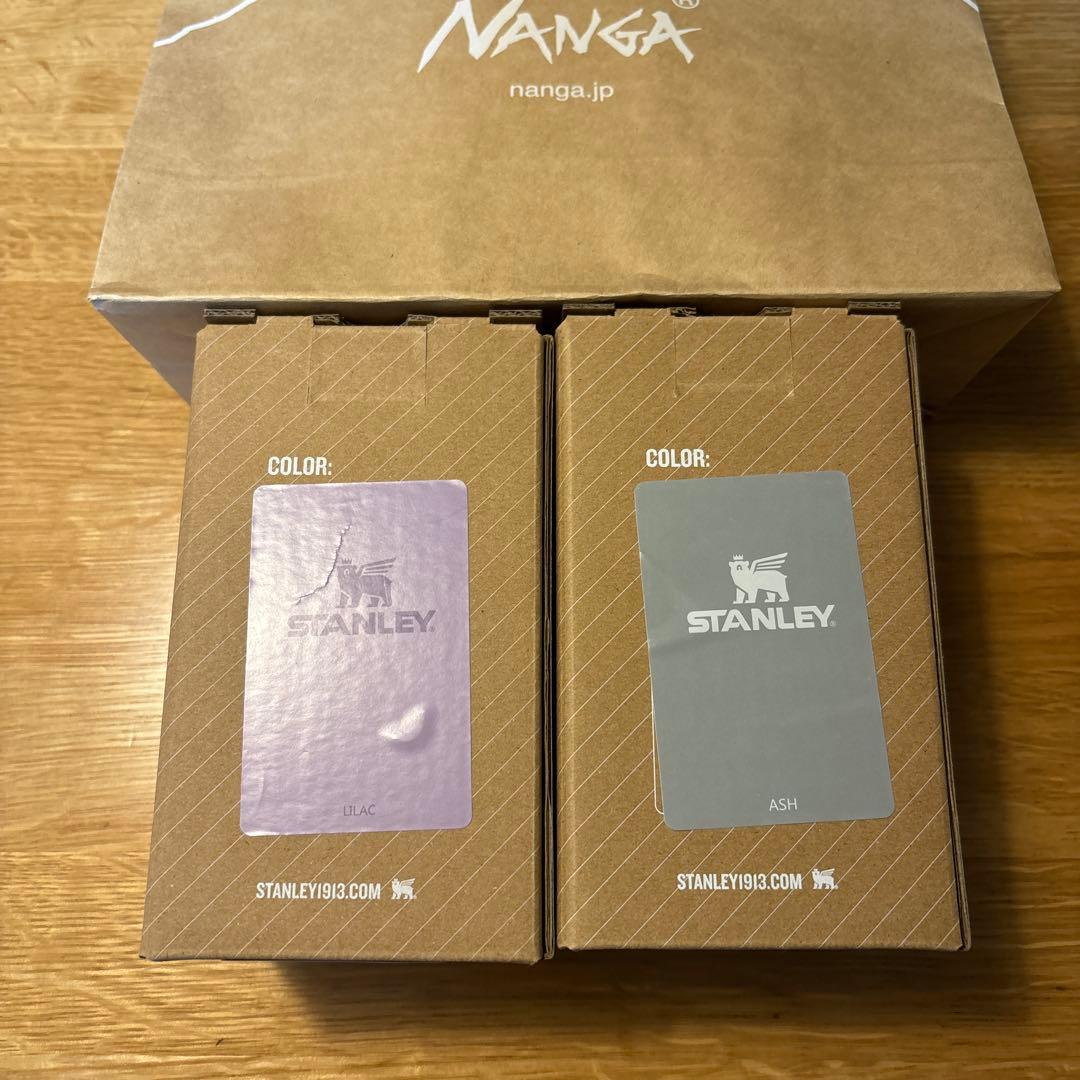 NANGA®
nanga.jp
COLOR:
STANLEY®
LILAC
STANLEY1913.COM
COLOR:
STANLEY®
ASH
STANLEY1913.COM